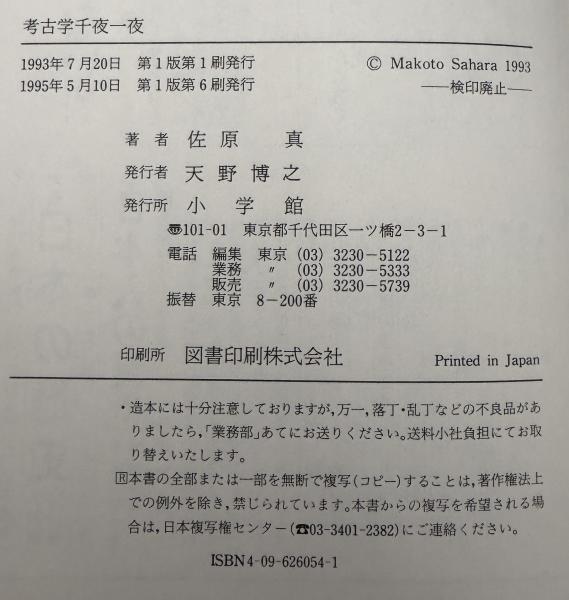 考古学千夜一夜
1993年7月20日 第1版第1刷発行
1995年5月10日 第1版第6刷発行
© Makoto Sahara 1993
——検印廃止——
著 者 佐 原 真
発行者 天 野 博 之
発行所 小 学 館
〠101-01 東京都千代田区一ツ橋2-3-1
電話 編集 東京 (03) 3230-5122
業務 〃 (03) 3230-5333
販売 〃 (03) 3230-5739
振替 東京 8-200番
印刷所 図書印刷株式会社
Printed in Japan
・造本には十分注意しておりますが,万一,落丁・乱丁などの不良品があ
りましたら,「業務部」あてにお送りください。送料小社負担にてお取
り替えいたします。
🅁本書の全部または一部を無断で複写(コピー)することは,著作権法上
での例外を除き,禁じられています。本書からの複写を希望される場
合は,日本複写権センター(☎03-3401-2382)にご連絡ください。
ISBN4-09-626054-1